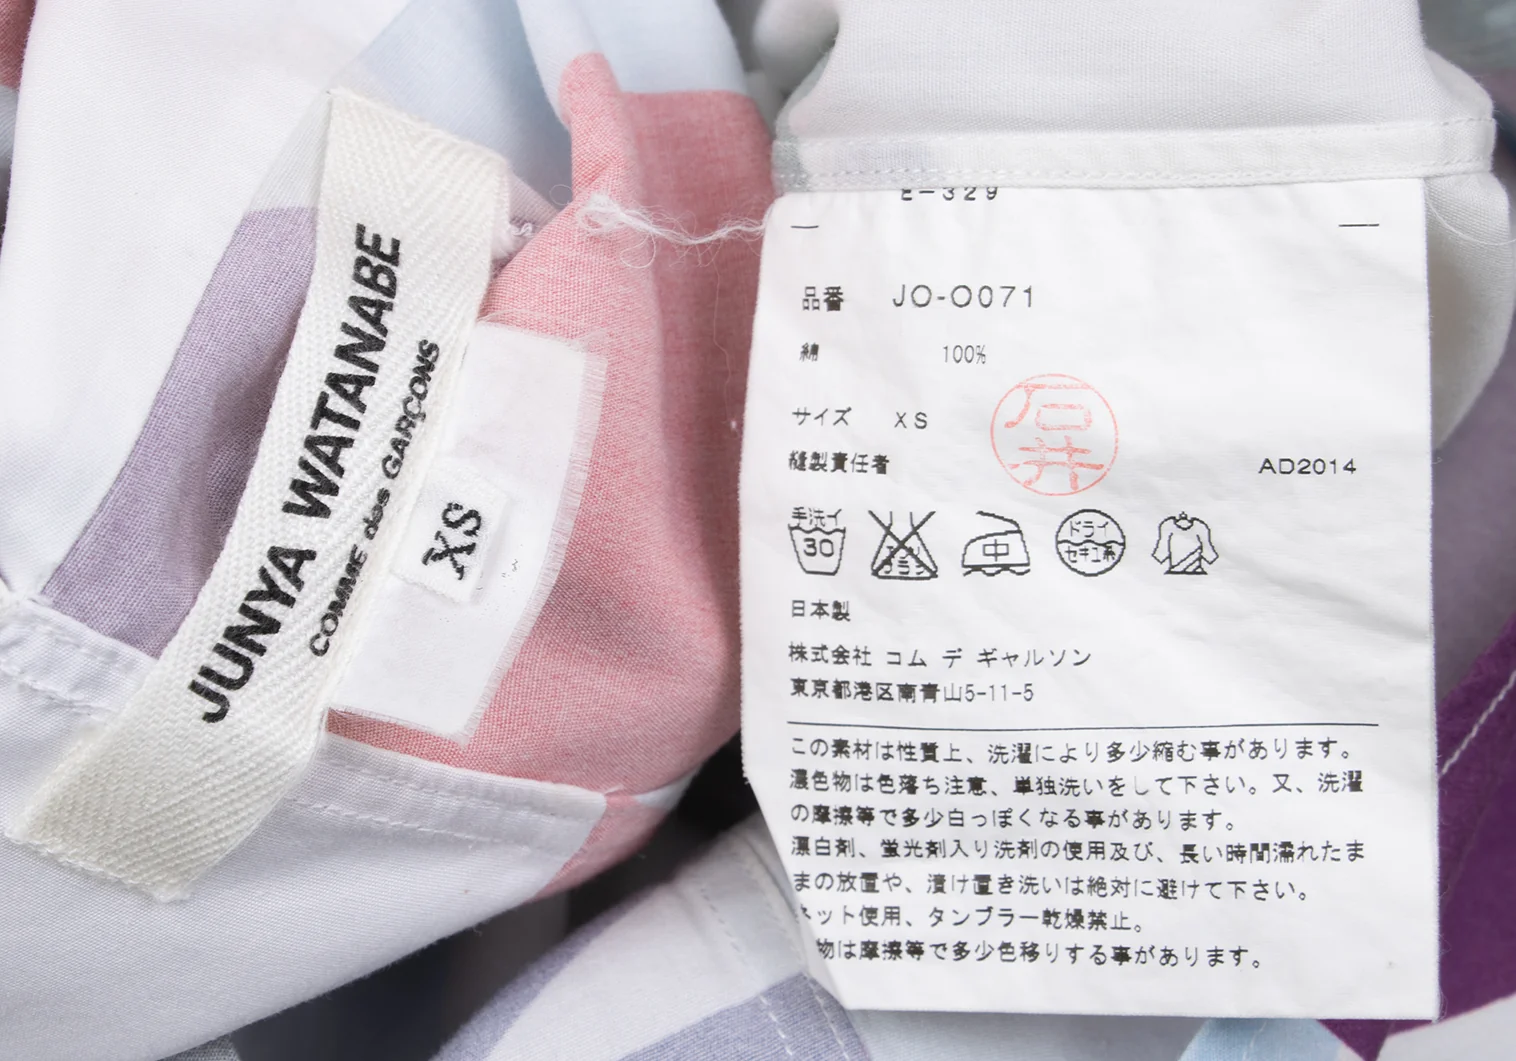 JUNYA WATANABE
COMME des GARÇONS
XS
E-329
品番 JO-O071
綿 100%
サイズ XS
石井
縫製責任者
AD2014
手洗イ
30
中
ドライ
セキユ系
日本製
株式会社 コム デ ギャルソン
東京都港区南青山5-11-5
この素材は性質上、洗濯により多少縮む事があります。
濃色物は色落ち注意、単独洗いをして下さい。又、洗濯
の摩擦等で多少白っぽくなる事があります。
漂白剤、蛍光剤入り洗剤の使用及び、長い時間濡れたま
まの放置や、漬け置き洗いは絶対に避けて下さい。
ネット使用、タンブラー乾燥禁止。
物は摩擦等で多少色移りする事があります。